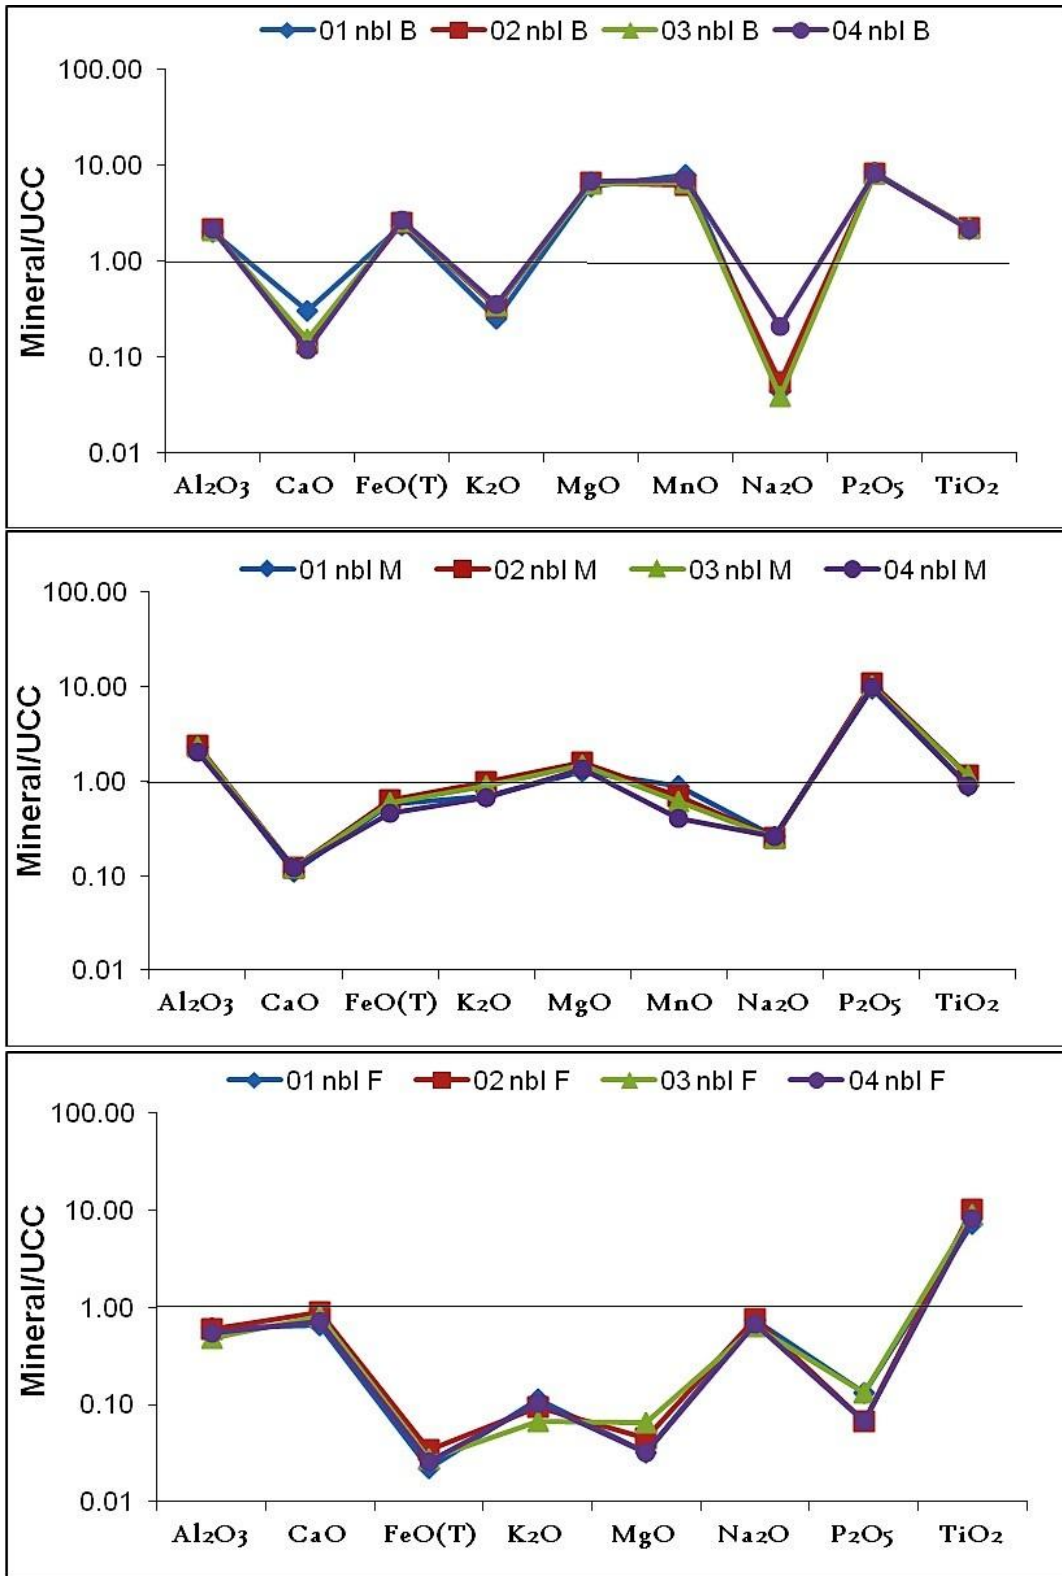 01 nbl B 02 nbl B 03 nbl B 04 nbl B
100.00
10.00
1.00
0.10
0.01
Mineral/UCC
Al₂O₃ CaO FeO(T) K₂O MgO MnO Na₂O P₂O₅ TiO₂
01 nbl M 02 nbl M 03 nbl M 04 nbl M
100.00
10.00
1.00
0.10
0.01
Mineral/UCC
Al₂O₃ CaO FeO(T) K₂O MgO MnO Na₂O P₂O₅ TiO₂
01 nbl F 02 nbl F 03 nbl F 04 nbl F
100.00
10.00
1.00
0.10
0.01
Mineral/UCC
Al₂O₃ CaO FeO(T) K₂O MgO Na₂O P₂O₅ TiO₂